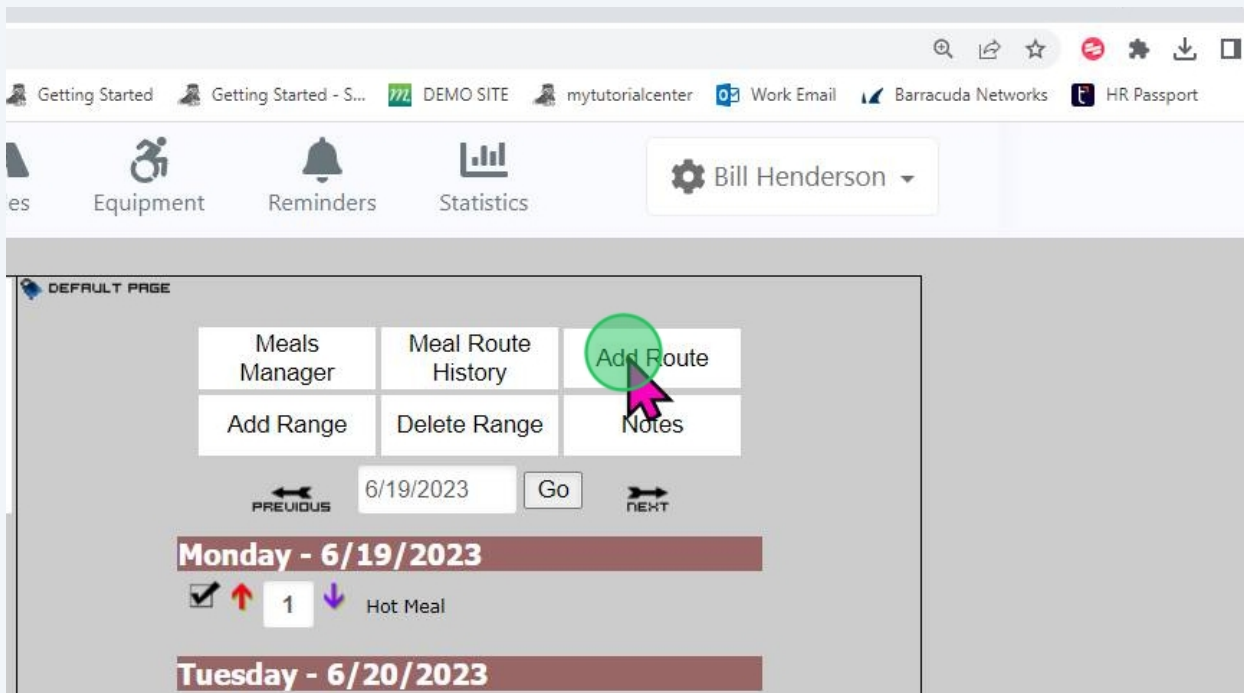 Getting Started Getting Started - S... DEMO SITE mytutorialcenter Work Email Barracuda Networks HR Passport
es Equipment Reminders Statistics Bill Henderson
DEFAULT PAGE
Meals Manager
Meal Route History
Add Route
Add Range Delete Range Notes
PREVIOUS 6/19/2023 Go NEXT
Monday - 6/19/2023
1 Hot Meal
Tuesday - 6/20/2023